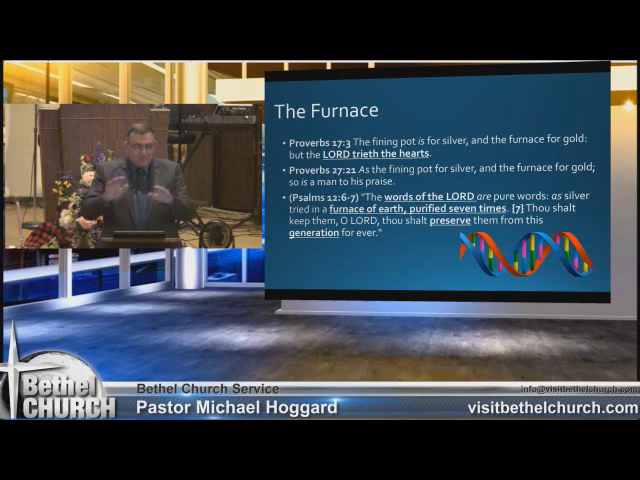 The Furnace
• Proverbs 17:3 The fining pot is for silver, and the furnace for gold:
but the LORD trieth the hearts.
• Proverbs 27:21 As the fining pot for silver, and the furnace for gold;
so is a man to his praise.
• (Psalms 12:6-7) "The words of the LORD are pure words: as silver
tried in a furnace of earth, purified seven times. {7} Thou shalt
keep them, O LORD, thou shalt preserve them from this
generation for ever."
Bethel
CHURCH
Bethel Church Service
info@visitbethelchurch.com
Pastor Michael Hoggard
visitbethelchurch.com